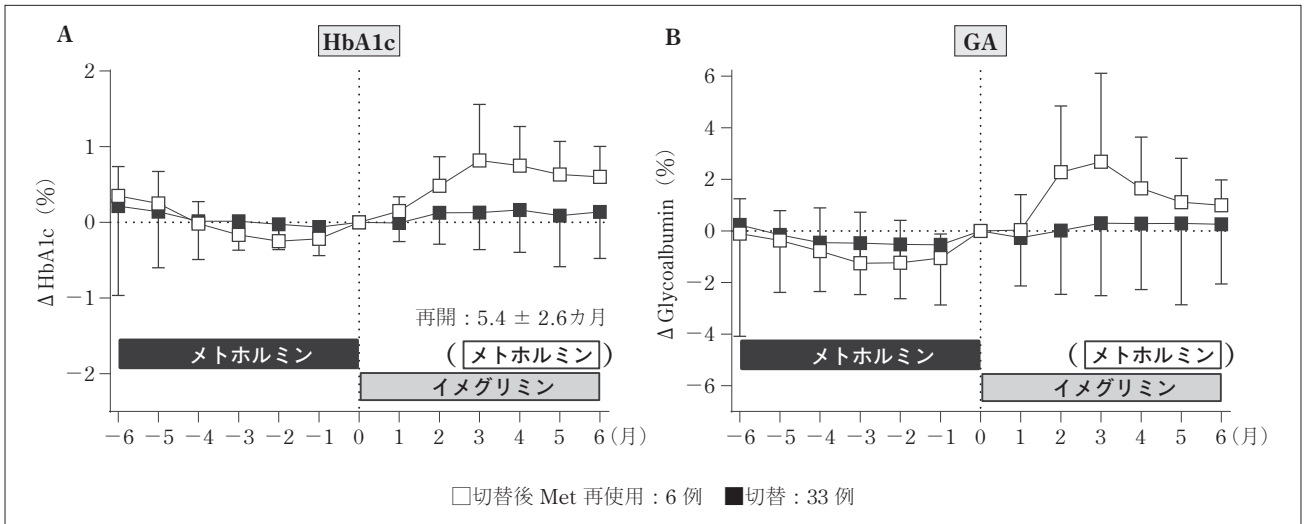 A
HbA1c
2
1
0
−1
−2
Δ HbA1c (%)
再開：5.4 ± 2.6カ月
メトホルミン
(メトホルミン)
イメグリミン
−6 −5 −4 −3 −2 −1 0 1 2 3 4 5 6 (月)
B
GA
6
4
2
0
−2
−4
−6
Δ Glycoalbumin (%)
メトホルミン
(メトホルミン)
イメグリミン
−6 −5 −4 −3 −2 −1 0 1 2 3 4 5 6 (月)
□切替後 Met 再使用：6 例 ■切替：33 例